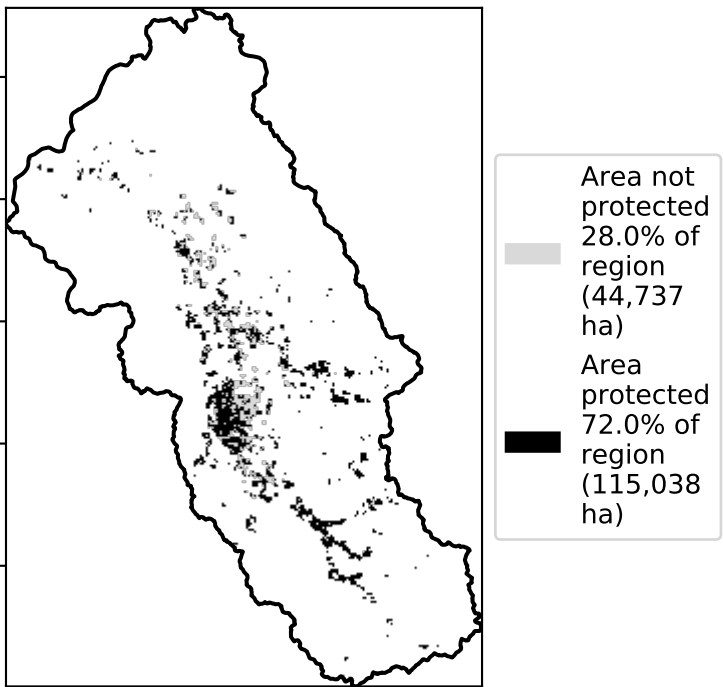 Area not
protected
28.0% of
region
(44,737
ha)
Area
protected
72.0% of
region
(115,038
ha)